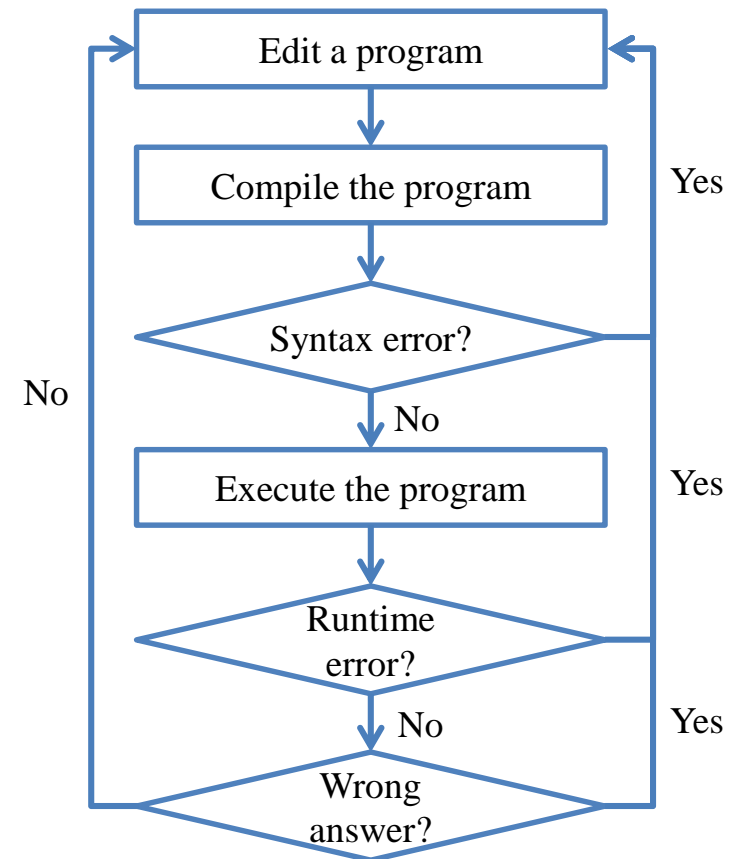 Edit a program
Compile the program
Yes
Syntax error?
No
No
Execute the program
Yes
Runtime
error?
No
Yes
Wrong
answer?